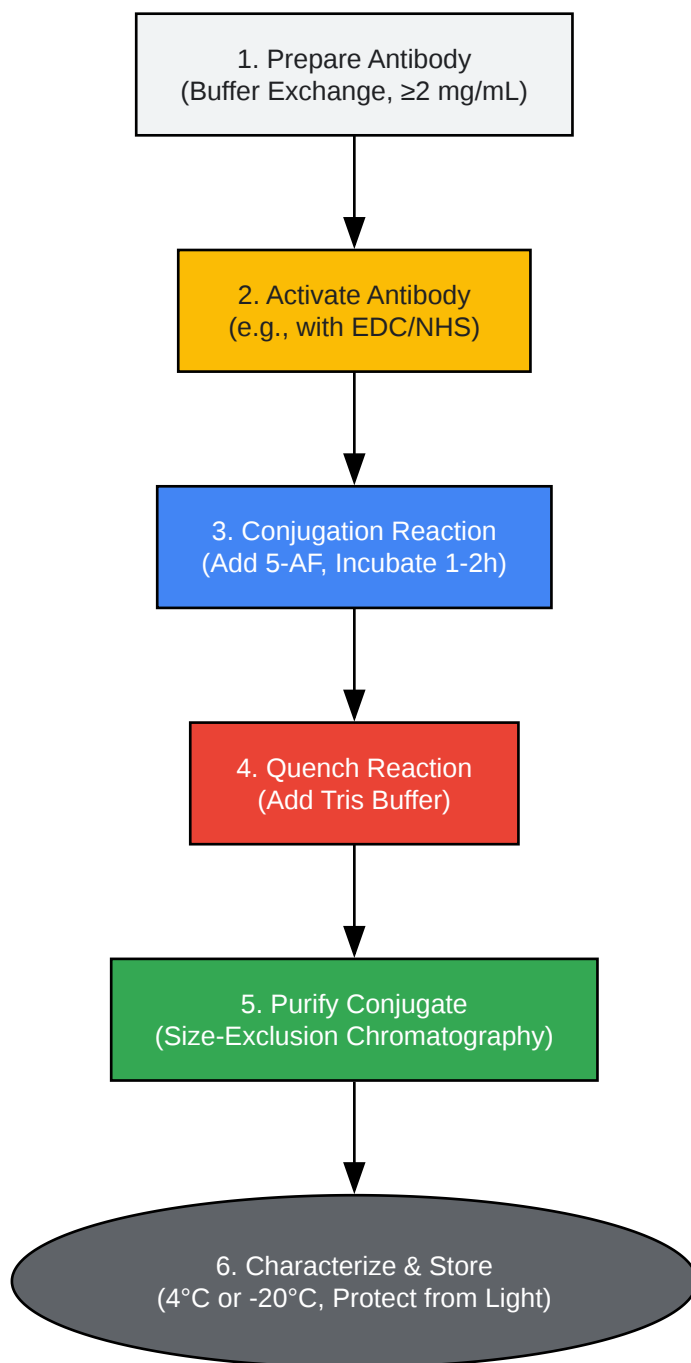 1. Prepare Antibody
(Buffer Exchange, ≥2 mg/mL)
2. Activate Antibody
(e.g., with EDC/NHS)
3. Conjugation Reaction
(Add 5-AF, Incubate 1-2h)
4. Quench Reaction
(Add Tris Buffer)
5. Purify Conjugate
(Size-Exclusion Chromatography)
6. Characterize & Store
(4°C or -20°C, Protect from Light)